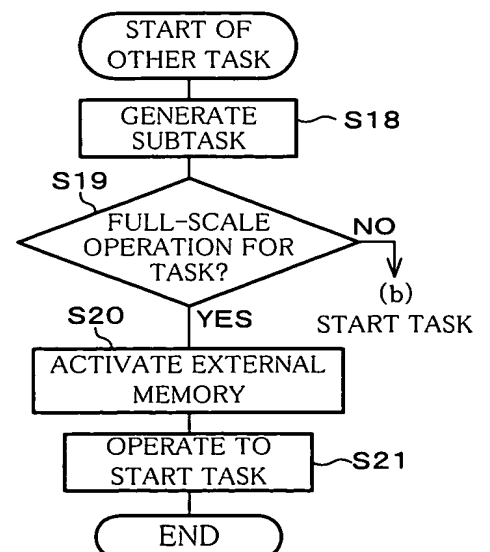 START OF
OTHER TASK
GENERATE
SUBTASK
S18
S19
FULL-SCALE
OPERATION FOR
TASK?
NO
(b)
START TASK
S20
YES
ACTIVATE EXTERNAL
MEMORY
OPERATE TO
START TASK
S21
END